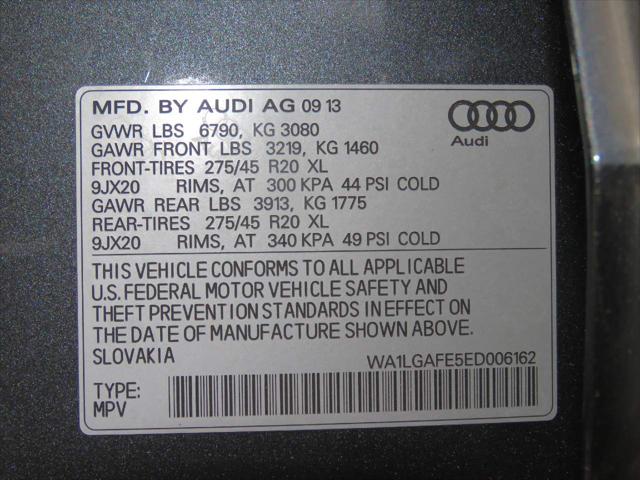 MFD. BY AUDI AG 09 13
GVWR LBS 6790, KG 3080
GAWR FRONT LBS 3219, KG 1460
FRONT-TIRES 275/45 R20 XL
9JX20 RIMS, AT 300 KPA 44 PSI COLD
GAWR REAR LBS 3913, KG 1775
REAR-TIRES 275/45 R20 XL
9JX20 RIMS, AT 340 KPA 49 PSI COLD
Audi
THIS VEHICLE CONFORMS TO ALL APPLICABLE
U.S. FEDERAL MOTOR VEHICLE SAFETY AND
THEFT PREVENTION STANDARDS IN EFFECT ON
THE DATE OF MANUFACTURE SHOWN ABOVE.
SLOVAKIA WA1LGAFE5ED006162
TYPE:
MPV